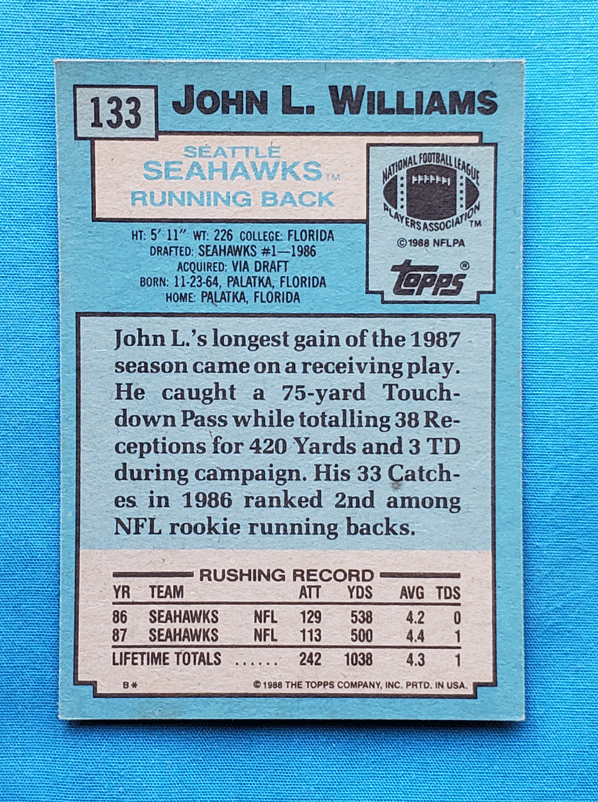 133
JOHN L. WILLIAMS
SEATTLE
SEAHAWKS™
RUNNING BACK
NATIONAL FOOTBALL LEAGUE
PLAYERS ASSOCIATION™
© 1988 NFLPA
topps®
HT: 5' 11" WT: 226 COLLEGE: FLORIDA
DRAFTED: SEAHAWKS #1—1986
ACQUIRED: VIA DRAFT
BORN: 11-23-64, PALATKA, FLORIDA
HOME: PALATKA, FLORIDA
John L.'s longest gain of the 1987
season came on a receiving play.
He caught a 75-yard Touch-
down Pass while totalling 38 Re-
ceptions for 420 Yards and 3 TD
during campaign. His 33 Catch-
es in 1986 ranked 2nd among
NFL rookie running backs.
RUSHING RECORD
YR TEAM ATT YDS AVG TDS
86 SEAHAWKS NFL 129 538 4.2 0
87 SEAHAWKS NFL 113 500 4.4 1
LIFETIME TOTALS ...... 242 1038 4.3 1
B* © 1988 THE TOPPS COMPANY, INC. PRTD. IN USA.